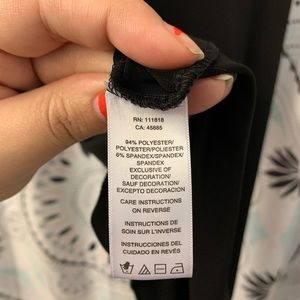 RN: 111818
CA: 45885
94% POLYESTER/
POLYESTER/POLIESTER
6% SPANDEX/SPANDEX/
SPANDEX
EXCLUSIVE OF
DECORATION/
SAUF DECORATION/
EXCEPTO DECORACION
CARE INSTRUCTIONS
ON REVERSE
INSTRUCTIONS DE
SOIN SUR L'INVERSE
INSTRUCCIONES DEL
CUIDADO EN REVÉS